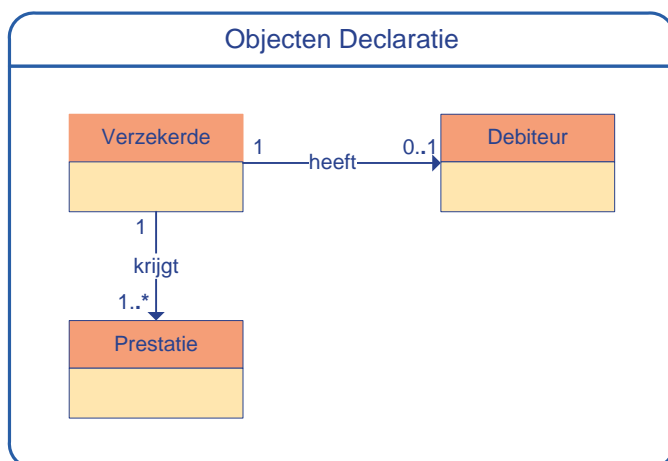 Objecten Declaratie
Verzekerde
Debiteur
1
0..1
heeft
1
krijgt
1..*
Prestatie